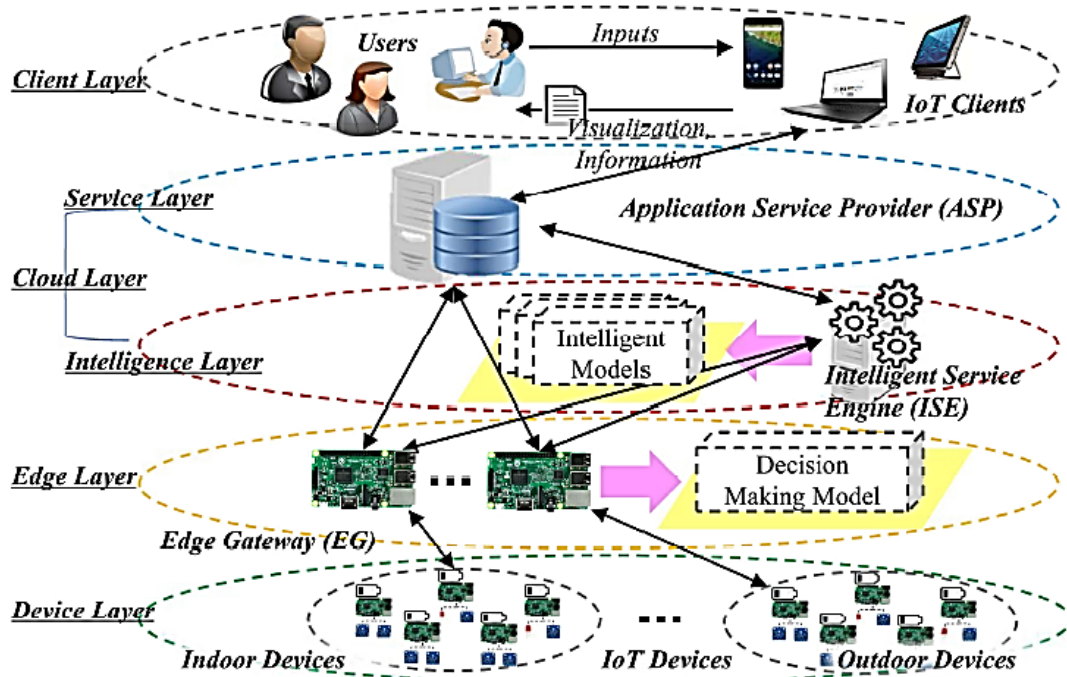 Users
Inputs
Client Layer
IoT Clients
Visualization,
Information
Service Layer
Application Service Provider (ASP)
Cloud Layer
Intelligent
Models
Intelligence Layer
Intelligent Service
Engine (ISE)
Edge Layer
Decision
Making Model
Edge Gateway (EG)
Device Layer
Indoor Devices
IoT Devices
Outdoor Devices